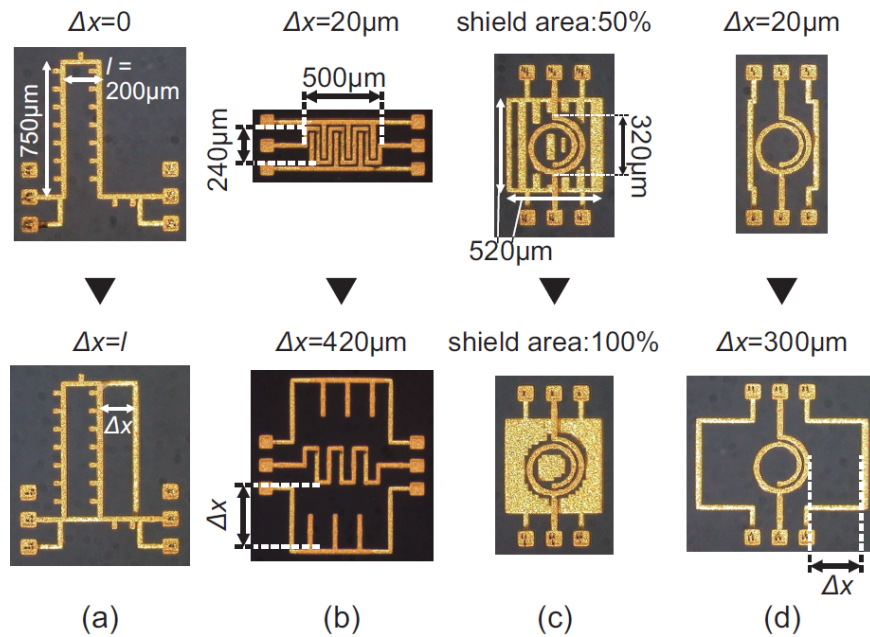 Δx=0
Δx=20μm
shield area:50%
Δx=20μm
l =
200μm
750μm
500μm
240μm
320μm
520μm
Δx=l
Δx=420μm
shield area:100%
Δx=300μm
Δx
Δx
Δx
(a)
(b)
(c)
(d)